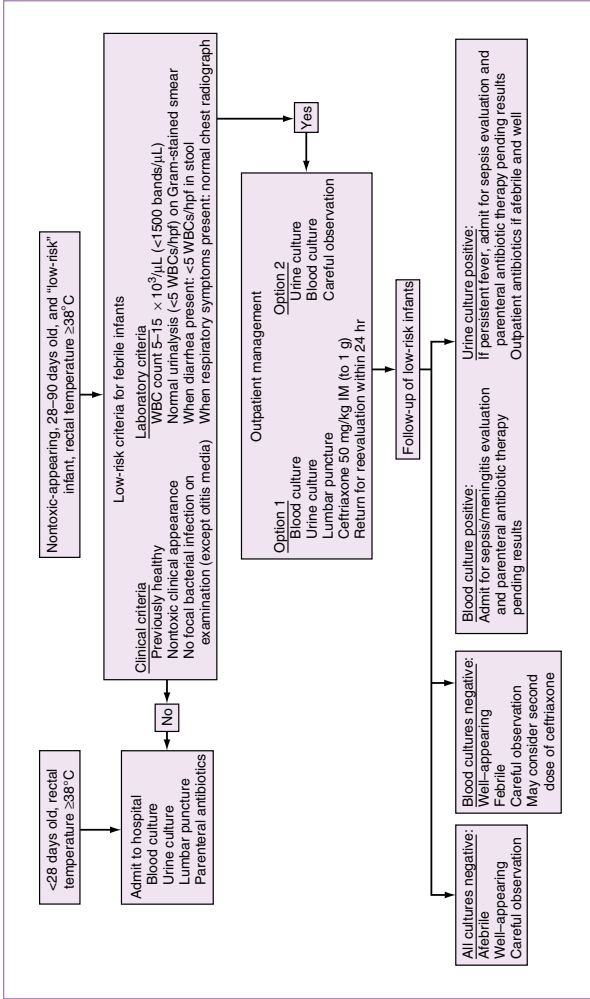 <28 days old, rectal
temperature ≥38°C
Nontoxic-appearing, 28–90 days old, and “low-risk”
infant, rectal temperature ≥38°C
Admit to hospital
Blood culture
Urine culture
Lumbar puncture
Parenteral antibiotics
No
Low-risk criteria for febrile infants
Clinical criteria
Previously healthy
Nontoxic clinical appearance
No focal bacterial infection on
examination (except otitis media)
Laboratory criteria
WBC count 5–15 ×10³/μL (<1500 bands/μL)
Normal urinalysis (<5 WBCs/hpf) on Gram-stained smear
When diarrhea present: <5 WBCs/hpf in stool
When respiratory symptoms present: normal chest radiograph
Yes
Outpatient management
Option 1
Blood culture
Urine culture
Lumbar puncture
Ceftriaxone 50 mg/kg IM (to 1 g)
Return for reevaluation within 24 hr
Option 2
Urine culture
Blood culture
Careful observation
Follow-up of low-risk infants
All cultures negative:
Afebrile
Well–appearing
Careful observation
Blood cultures negative:
Well–appearing
Febrile
Careful observation
May consider second
dose of ceftriaxone
Blood culture positive:
Admit for sepsis/meningitis evaluation
and parenteral antibiotic therapy
pending results
Urine culture positive:
If persistent fever, admit for sepsis evaluation and
parenteral antibiotic therapy pending results
Outpatient antibiotics if afebrile and well